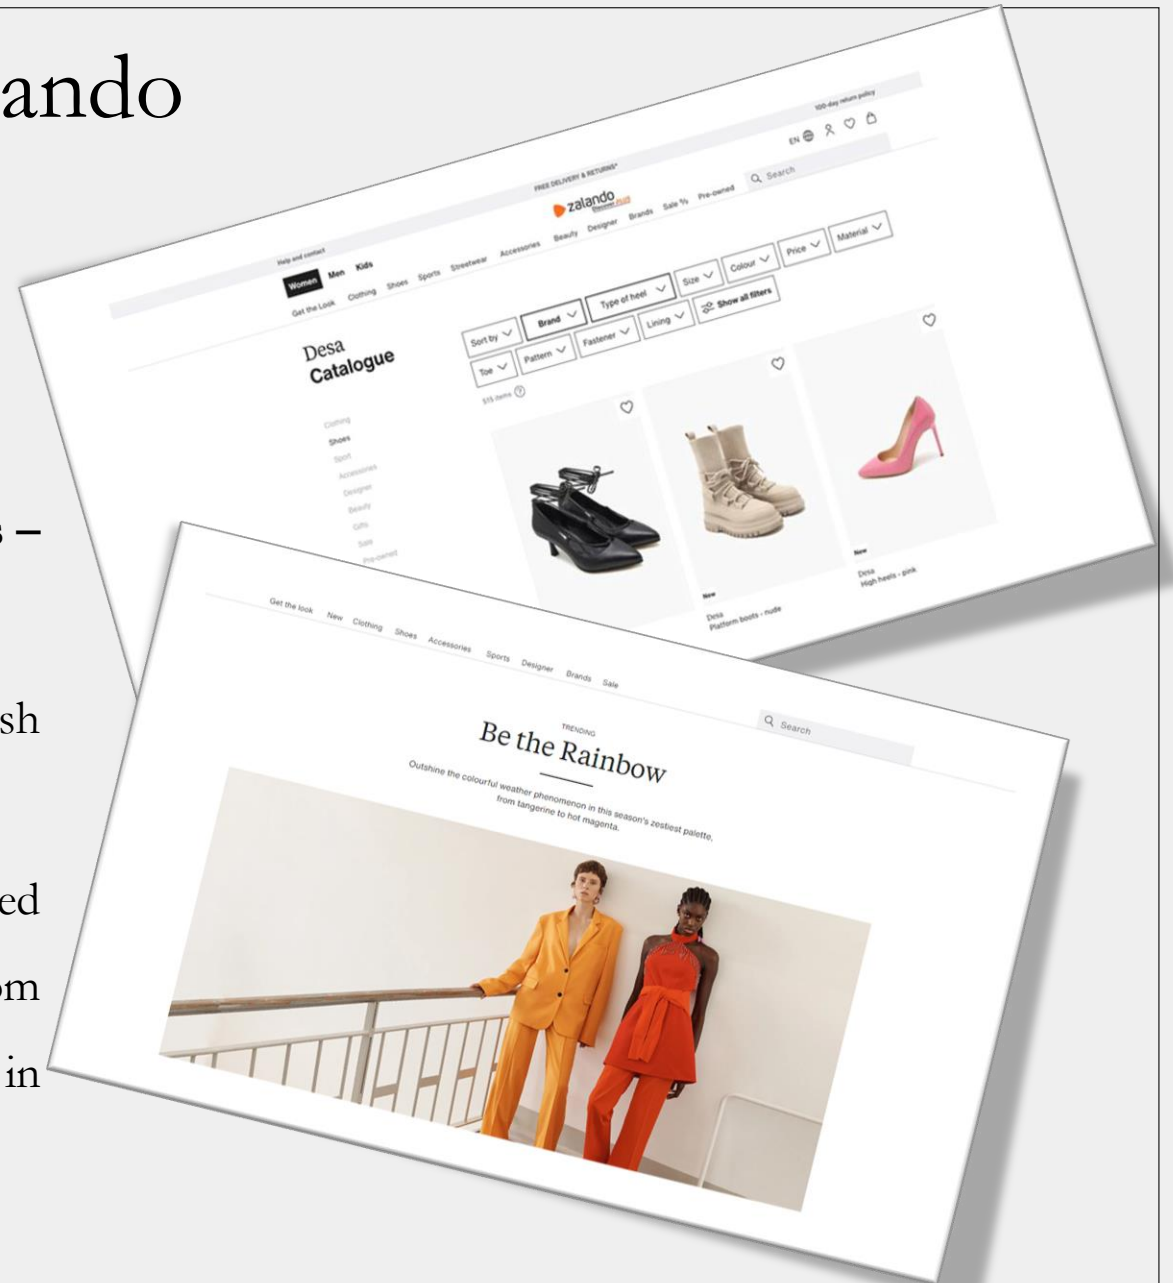 ando
s –
sh
ed
om
in
FREE DELIVERY & RETURNS*
100-day return policy
Help and contact
EN
Women Men Kids
zalando
Get the Look Clothing Shoes Sports Streetwear Accessories Beauty Designer Brands Sale % Pre-owned
Search
Desa
Catalogue
Sort by Brand Type of heel Size Colour Price Material
Toe Pattern Fastener Lining Show all filters
515 items
Clothing
Shoes
Sport
Accessories
Designer
Beauty
Gifts
Sale
Pre-owned
New
Desa
Platform boots - nude
New
Desa
High heels - pink
Get the look New Clothing Shoes Accessories Sports Designer Brands Sale
Search
TRENDING
Be the Rainbow
Outshine the colourful weather phenomenon in this season's zestiest palette,
from tangerine to hot magenta.